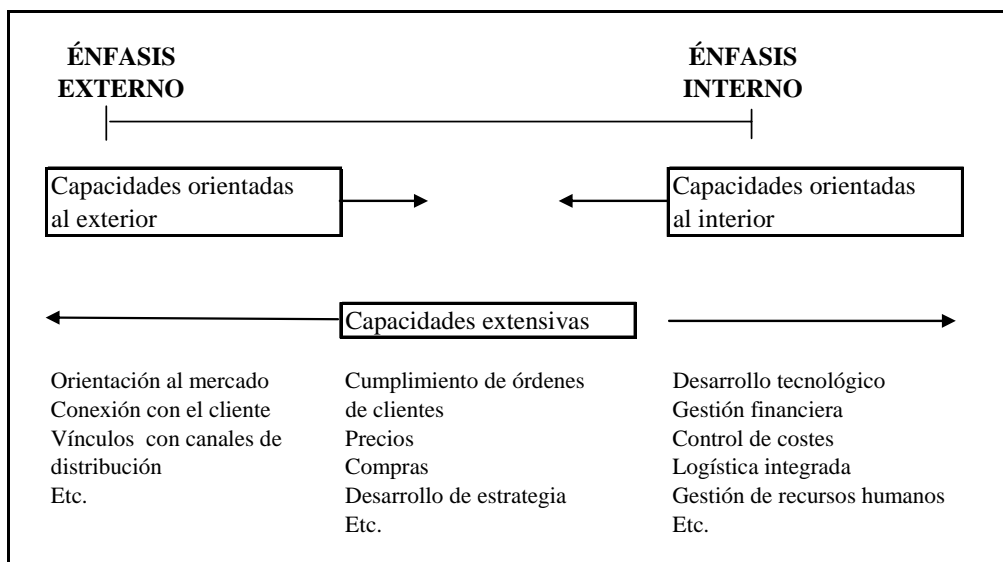 ÉNFASIS
EXTERNO
ÉNFASIS
INTERNO
Capacidades orientadas
al exterior
Capacidades orientadas
al interior
Capacidades extensivas
Orientación al mercado
Conexión con el cliente
Vínculos con canales de
distribución
Etc.
Cumplimiento de órdenes
de clientes
Precios
Compras
Desarrollo de estrategia
Etc.
Desarrollo tecnológico
Gestión financiera
Control de costes
Logística integrada
Gestión de recursos humanos
Etc.